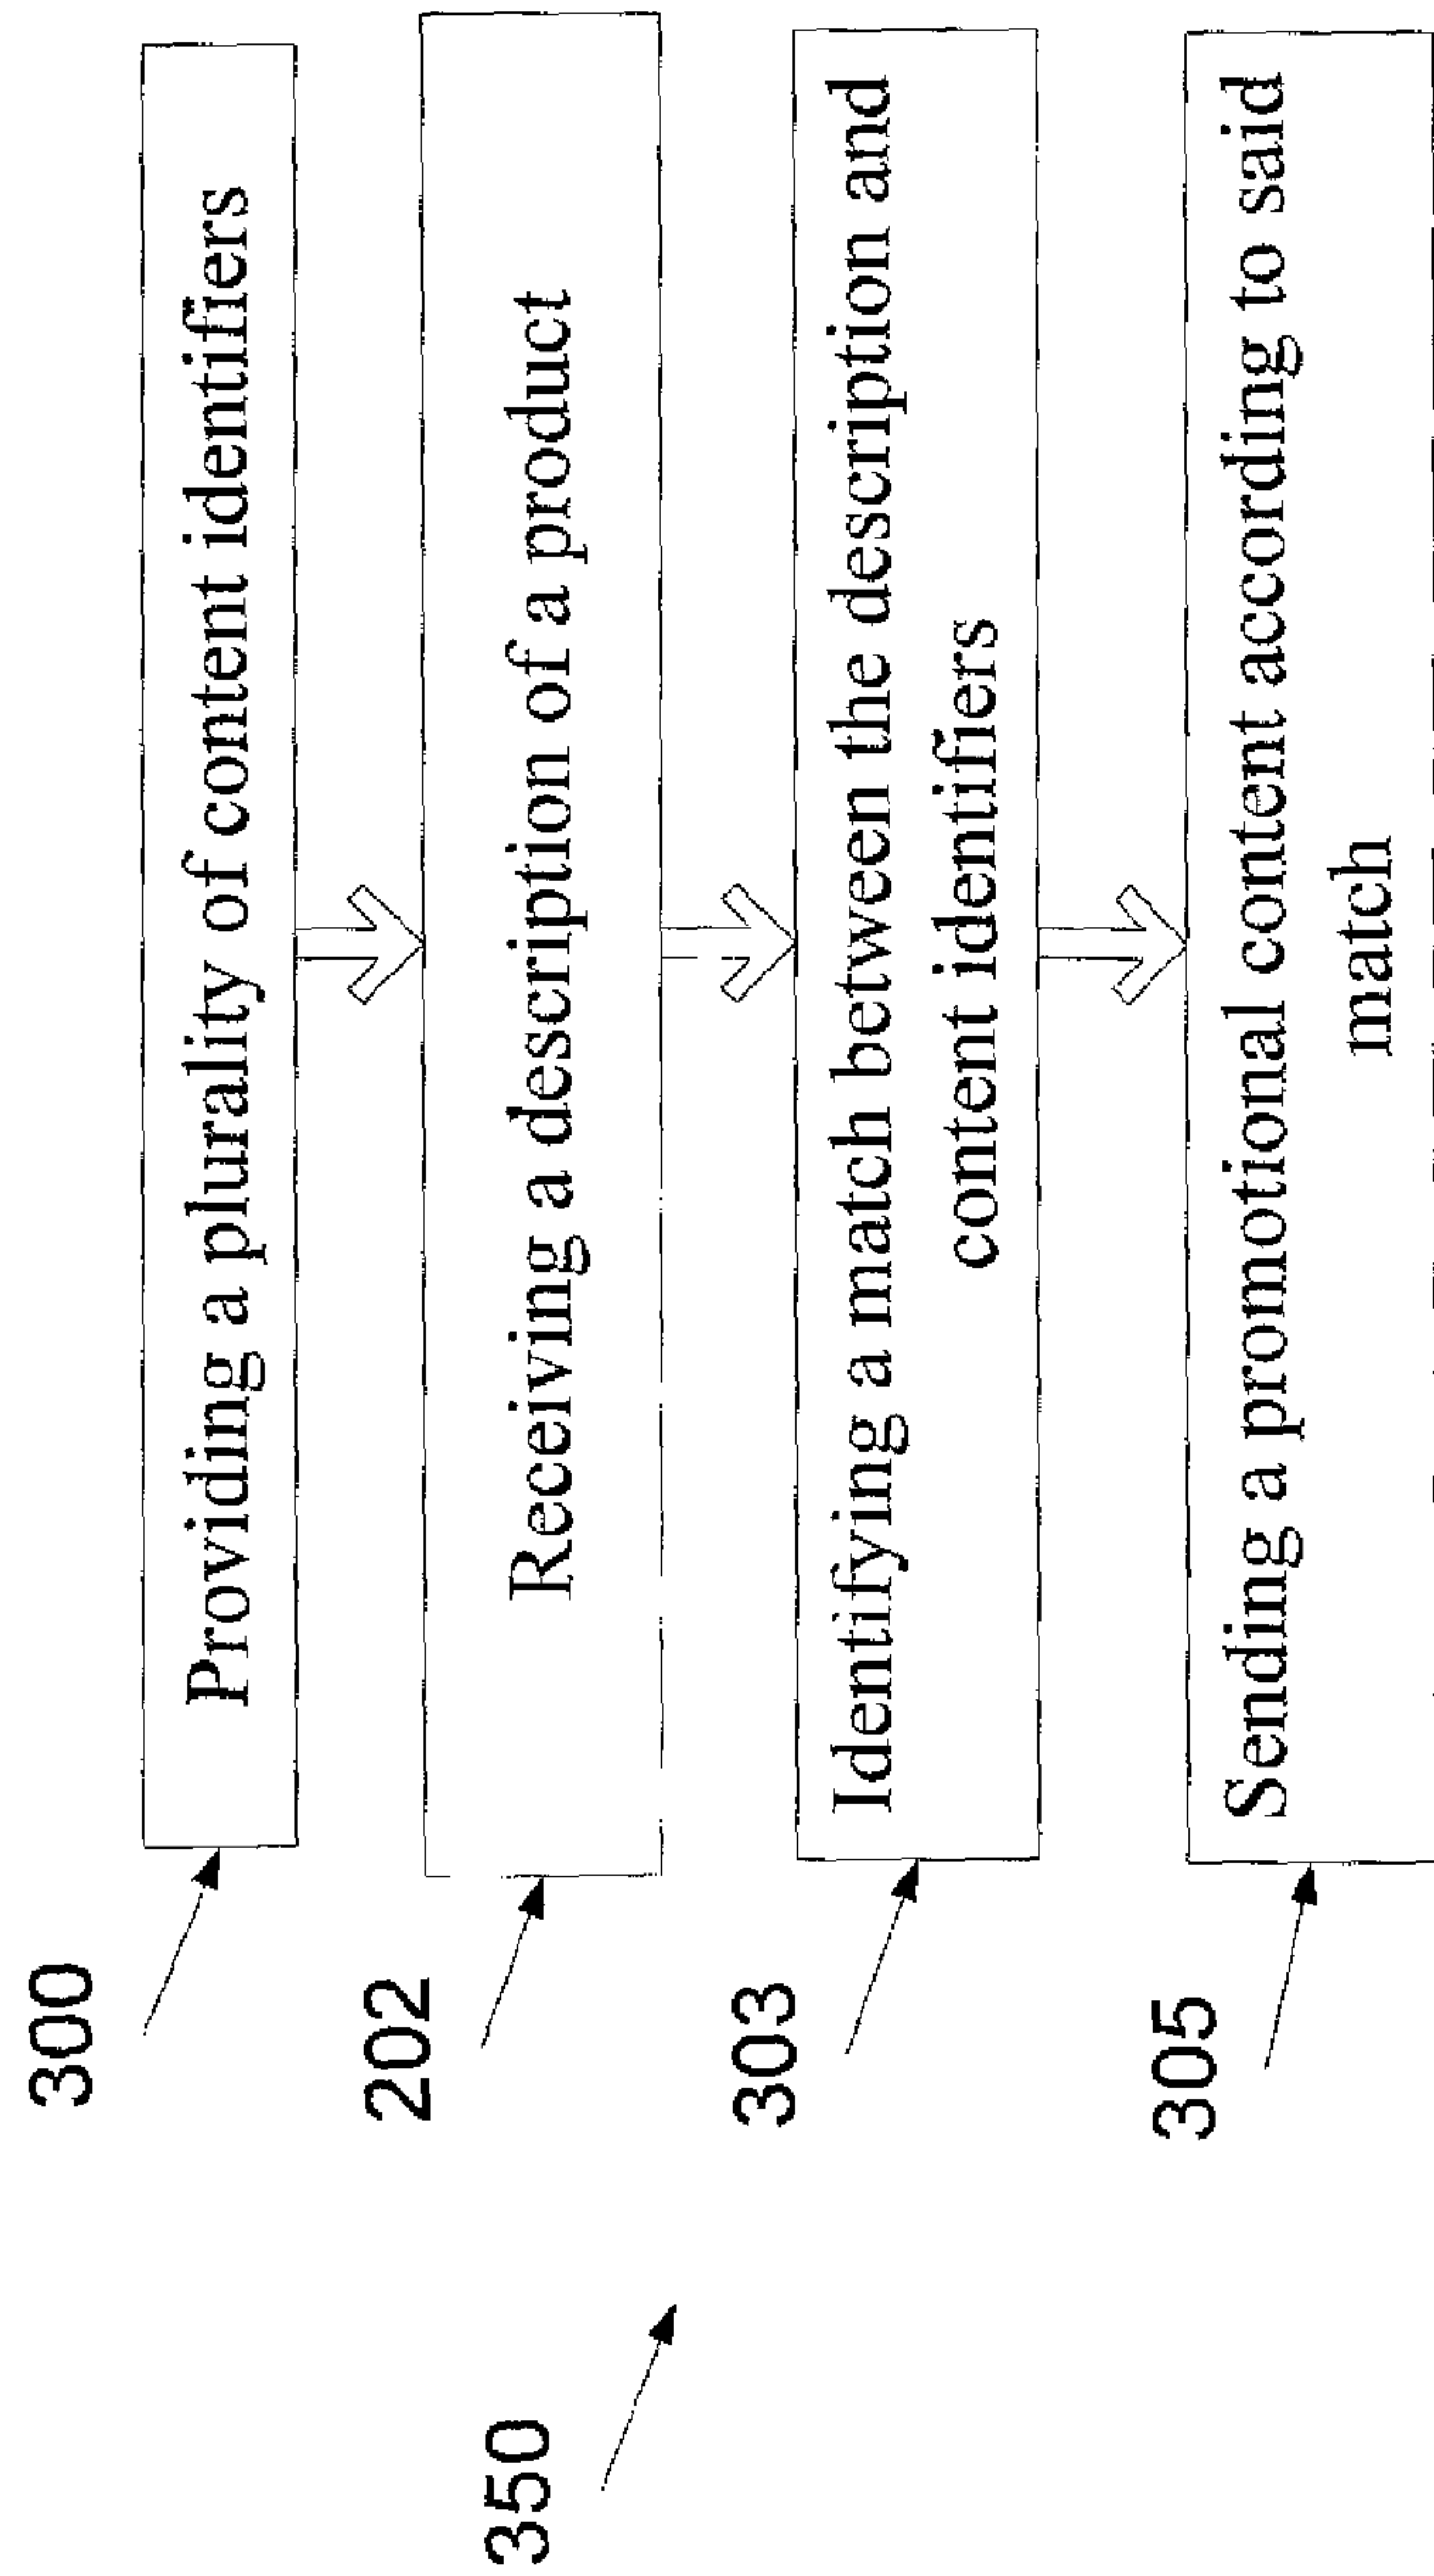 350
300
Providing a plurality of content identifiers
202
Receiving a description of a product
303
Identifying a match between the description and
content identifiers
305
Sending a promotional content according to said
match